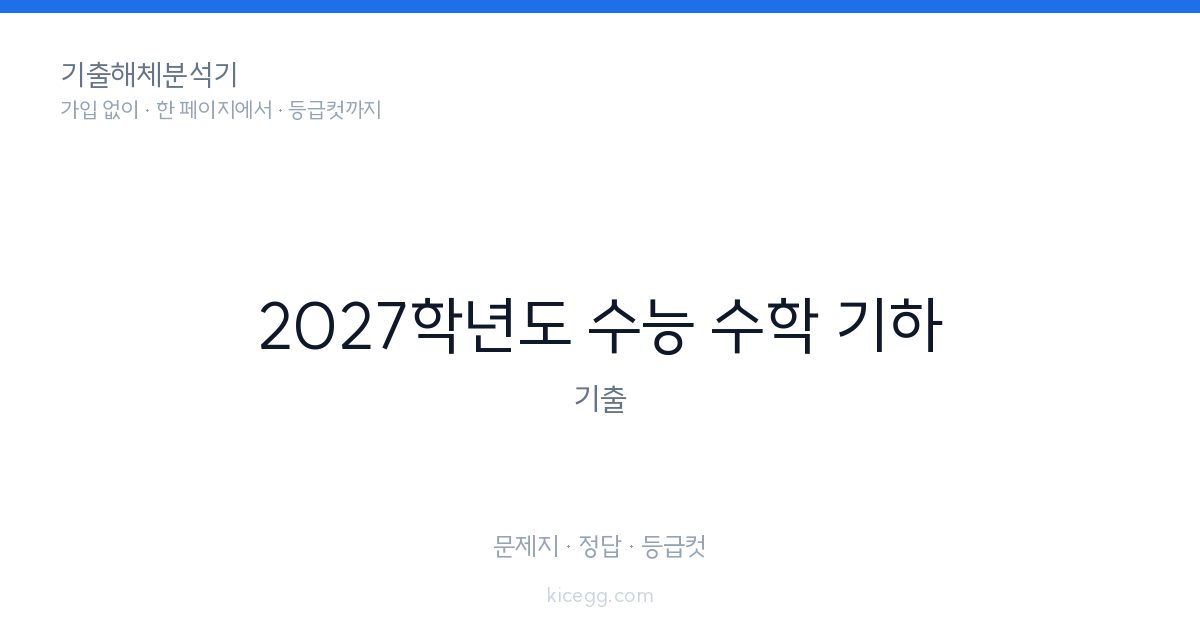 기출해체분석기
가입 없이 · 한 페이지에서 · 등급컷까지
2027학년도 수능 수학 기하
기출
문제지 · 정답 · 등급컷
kicegg.com